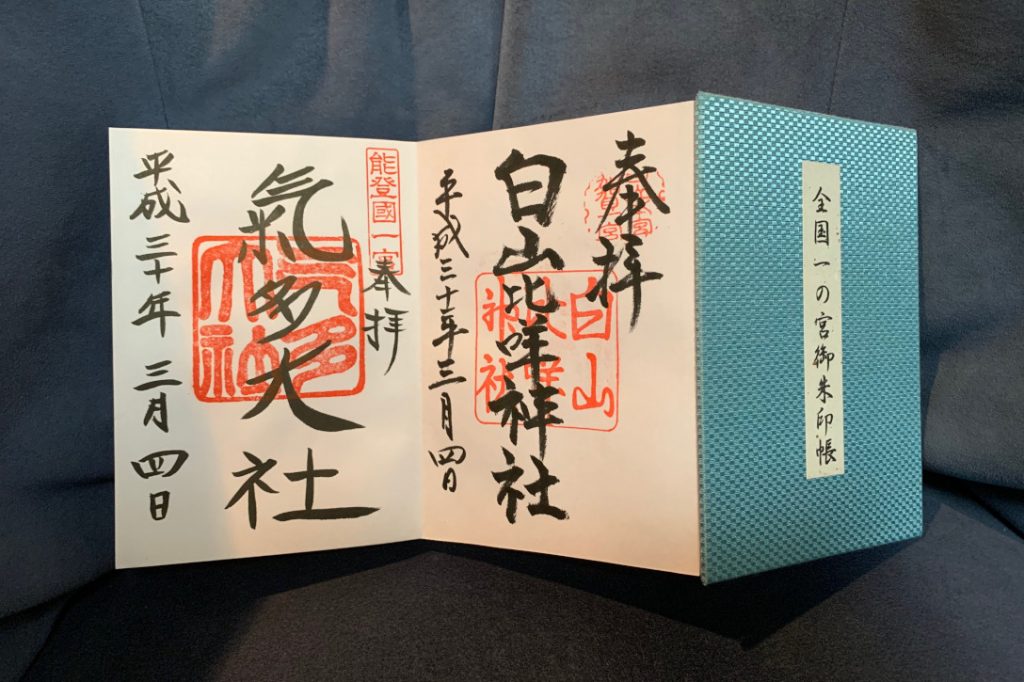 全国一の宮御朱印帳
奉拝
白山
白山比咩神社
平成三十年三月四日
能登國一宮
奉拝
氣多大社
平成三十年三月四日